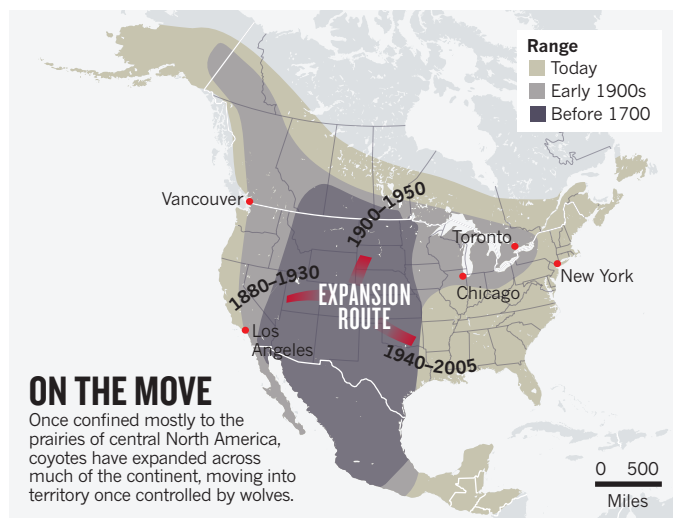 Range
Today
Early 1900s
Before 1700
Vancouver
1900–1950
Toronto
New York
Chicago
1880–1930
EXPANSION
ROUTE
Los
Angeles
1940–2005
ON THE MOVE
Once confined mostly to the
prairies of central North America,
coyotes have expanded across
much of the continent, moving into
territory once controlled by wolves.
0 500
Miles